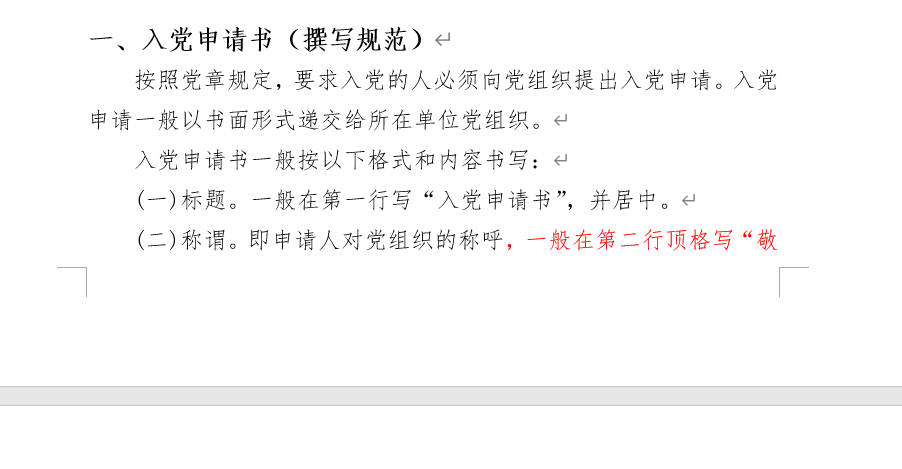 一、入党申请书（撰写规范）
按照党章规定，要求入党的人必须向党组织提出入党申请。入党
申请一般以书面形式递交给所在单位党组织。
入党申请书一般按以下格式和内容书写：
(一)标题。一般在第一行写“入党申请书”，并居中。
(二)称谓。即申请人对党组织的称呼，一般在第二行顶格写“敬